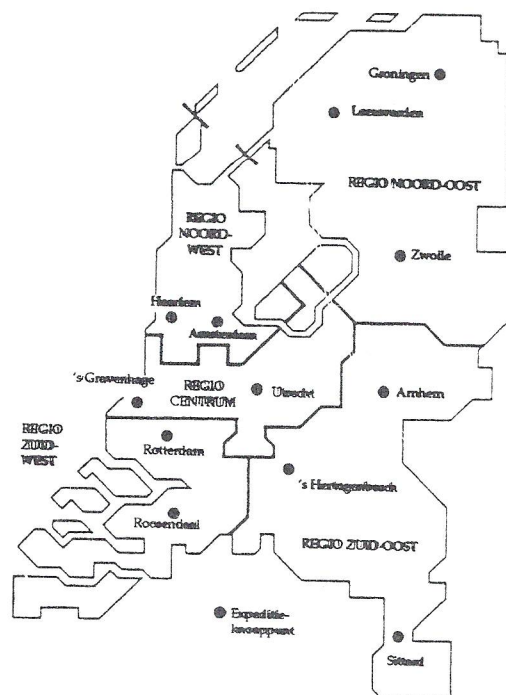 Groningen
Leeuwarden
REGIO NOORD-OOST
REGIO
NOORD-
WEST
Zwolle
Haarlem
Amsterdam
's Gravenhage
REGIO
CENTRUM
Utrecht
Arnhem
REGIO
ZUID-
WEST
Rotterdam
's Hertogenbosch
Roosendaal
REGIO ZUID-OOST
Expeditie-
knooppunt
Sittard